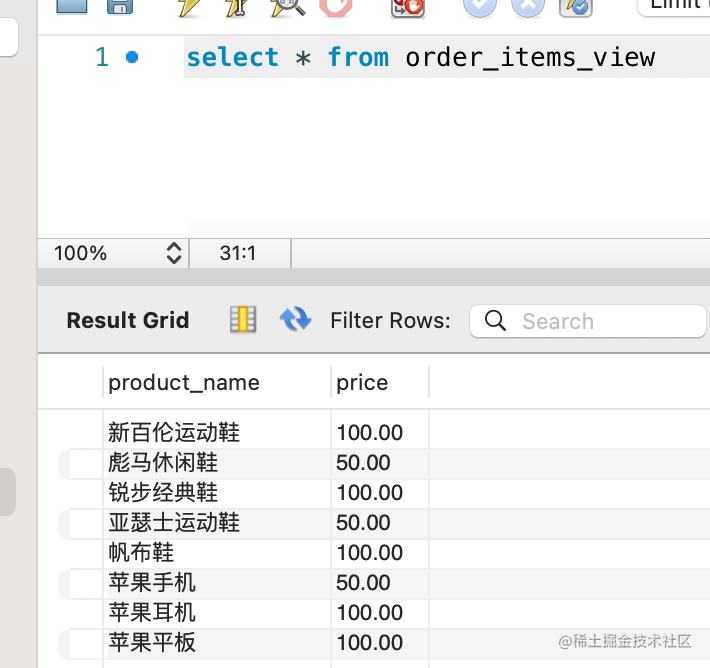 Limit
1
select * from order_items_view
100%
31:1
Result Grid
Filter Rows:
Search
product_name price
新百伦运动鞋 100.00
彪马休闲鞋 50.00
锐步经典鞋 100.00
亚瑟士运动鞋 50.00
帆布鞋 100.00
苹果手机 50.00
苹果耳机 100.00
苹果平板 100.00
@稀土掘金技术社区